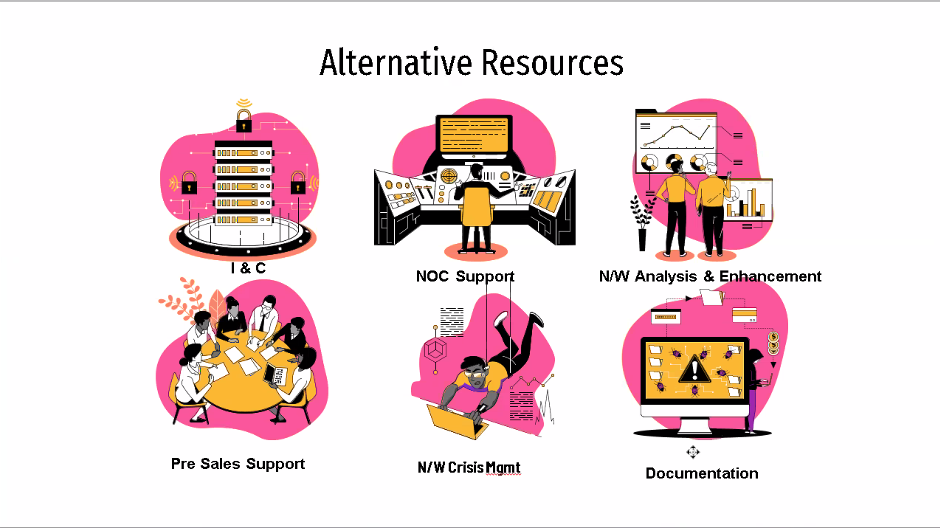 Alternative Resources
I & C
NOC Support
N/W Analysis & Enhancement
Pre Sales Support
N/W Crisis Mgmt
Documentation